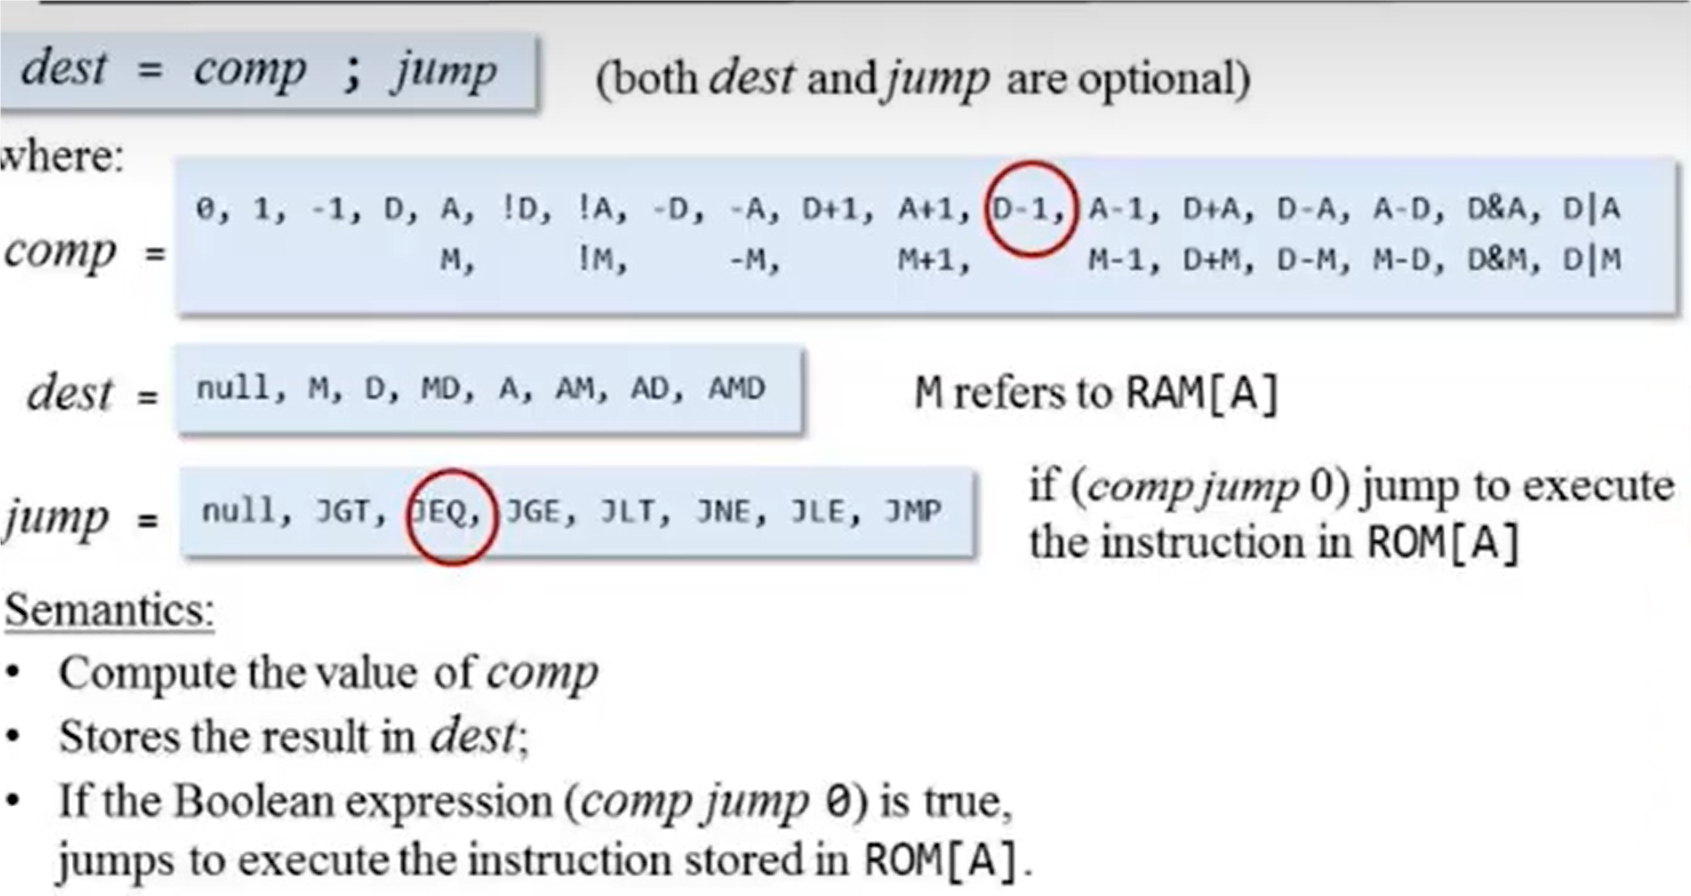 dest = comp ; jump (both dest and jump are optional)
where:
comp = 0, 1, -1, D, A, !D, !A, -D, -A, D+1, A+1, D-1, A-1, D+A, D-A, A-D, D&A, D|A
M, !M, -M, M+1, M-1, D+M, D-M, M-D, D&M, D|M
dest = null, M, D, MD, A, AM, AD, AMD M refers to RAM[A]
jump = null, JGT, JEQ, JGE, JLT, JNE, JLE, JMP if (comp jump 0) jump to execute
the instruction in ROM[A]
Semantics:
• Compute the value of comp
• Stores the result in dest;
• If the Boolean expression (comp jump 0) is true,
jumps to execute the instruction stored in ROM[A].